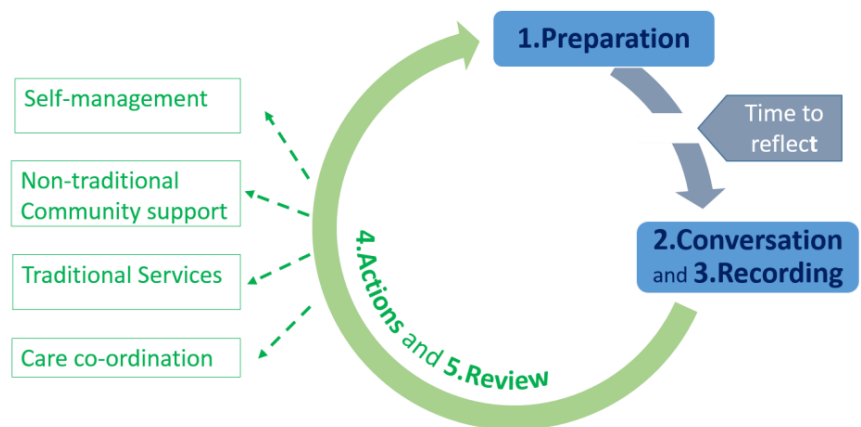 1.Preparation
Time to
reflect
2.Conversation
and 3.Recording
4.Actions and 5.Review
Self-management
Non-traditional
Community support
Traditional Services
Care co-ordination